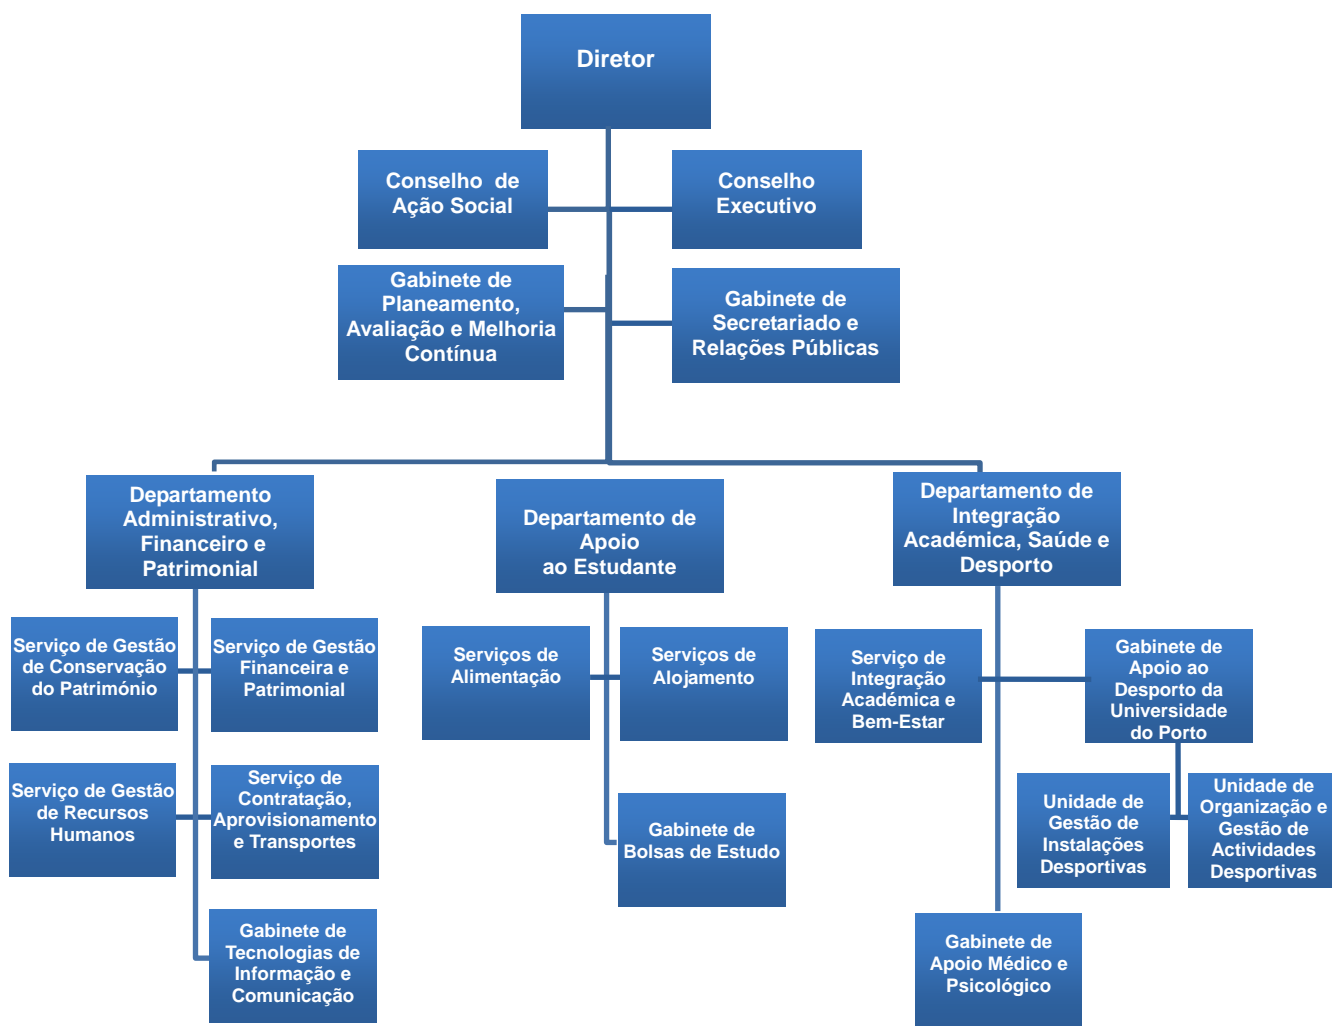 Diretor
Conselho de
Ação Social
Conselho
Executivo
Gabinete de
Planeamento,
Avaliação e Melhoria
Contínua
Gabinete de
Secretariado e
Relações Públicas
Departamento
Administrativo,
Financeiro e
Patrimonial
Departamento de
Apoio
ao Estudante
Departamento de
Integração
Académica, Saúde e
Desporto
Serviço de Gestão
de Conservação
do Património
Serviço de Gestão
Financeira e
Patrimonial
Serviços de
Alimentação
Serviços de
Alojamento
Serviço de
Integração
Académica e
Bem-Estar
Gabinete de
Apoio ao
Desporto da
Universidade
do Porto
Serviço de Gestão
de Recursos
Humanos
Serviço de
Contratação,
Aprovisionamento
e Transportes
Gabinete de
Bolsas de Estudo
Unidade de
Gestão de
Instalações
Desportivas
Unidade de
Organização e
Gestão de
Actividades
Desportivas
Gabinete de
Tecnologias de
Informação e
Comunicação
Gabinete de
Apoio Médico e
Psicológico